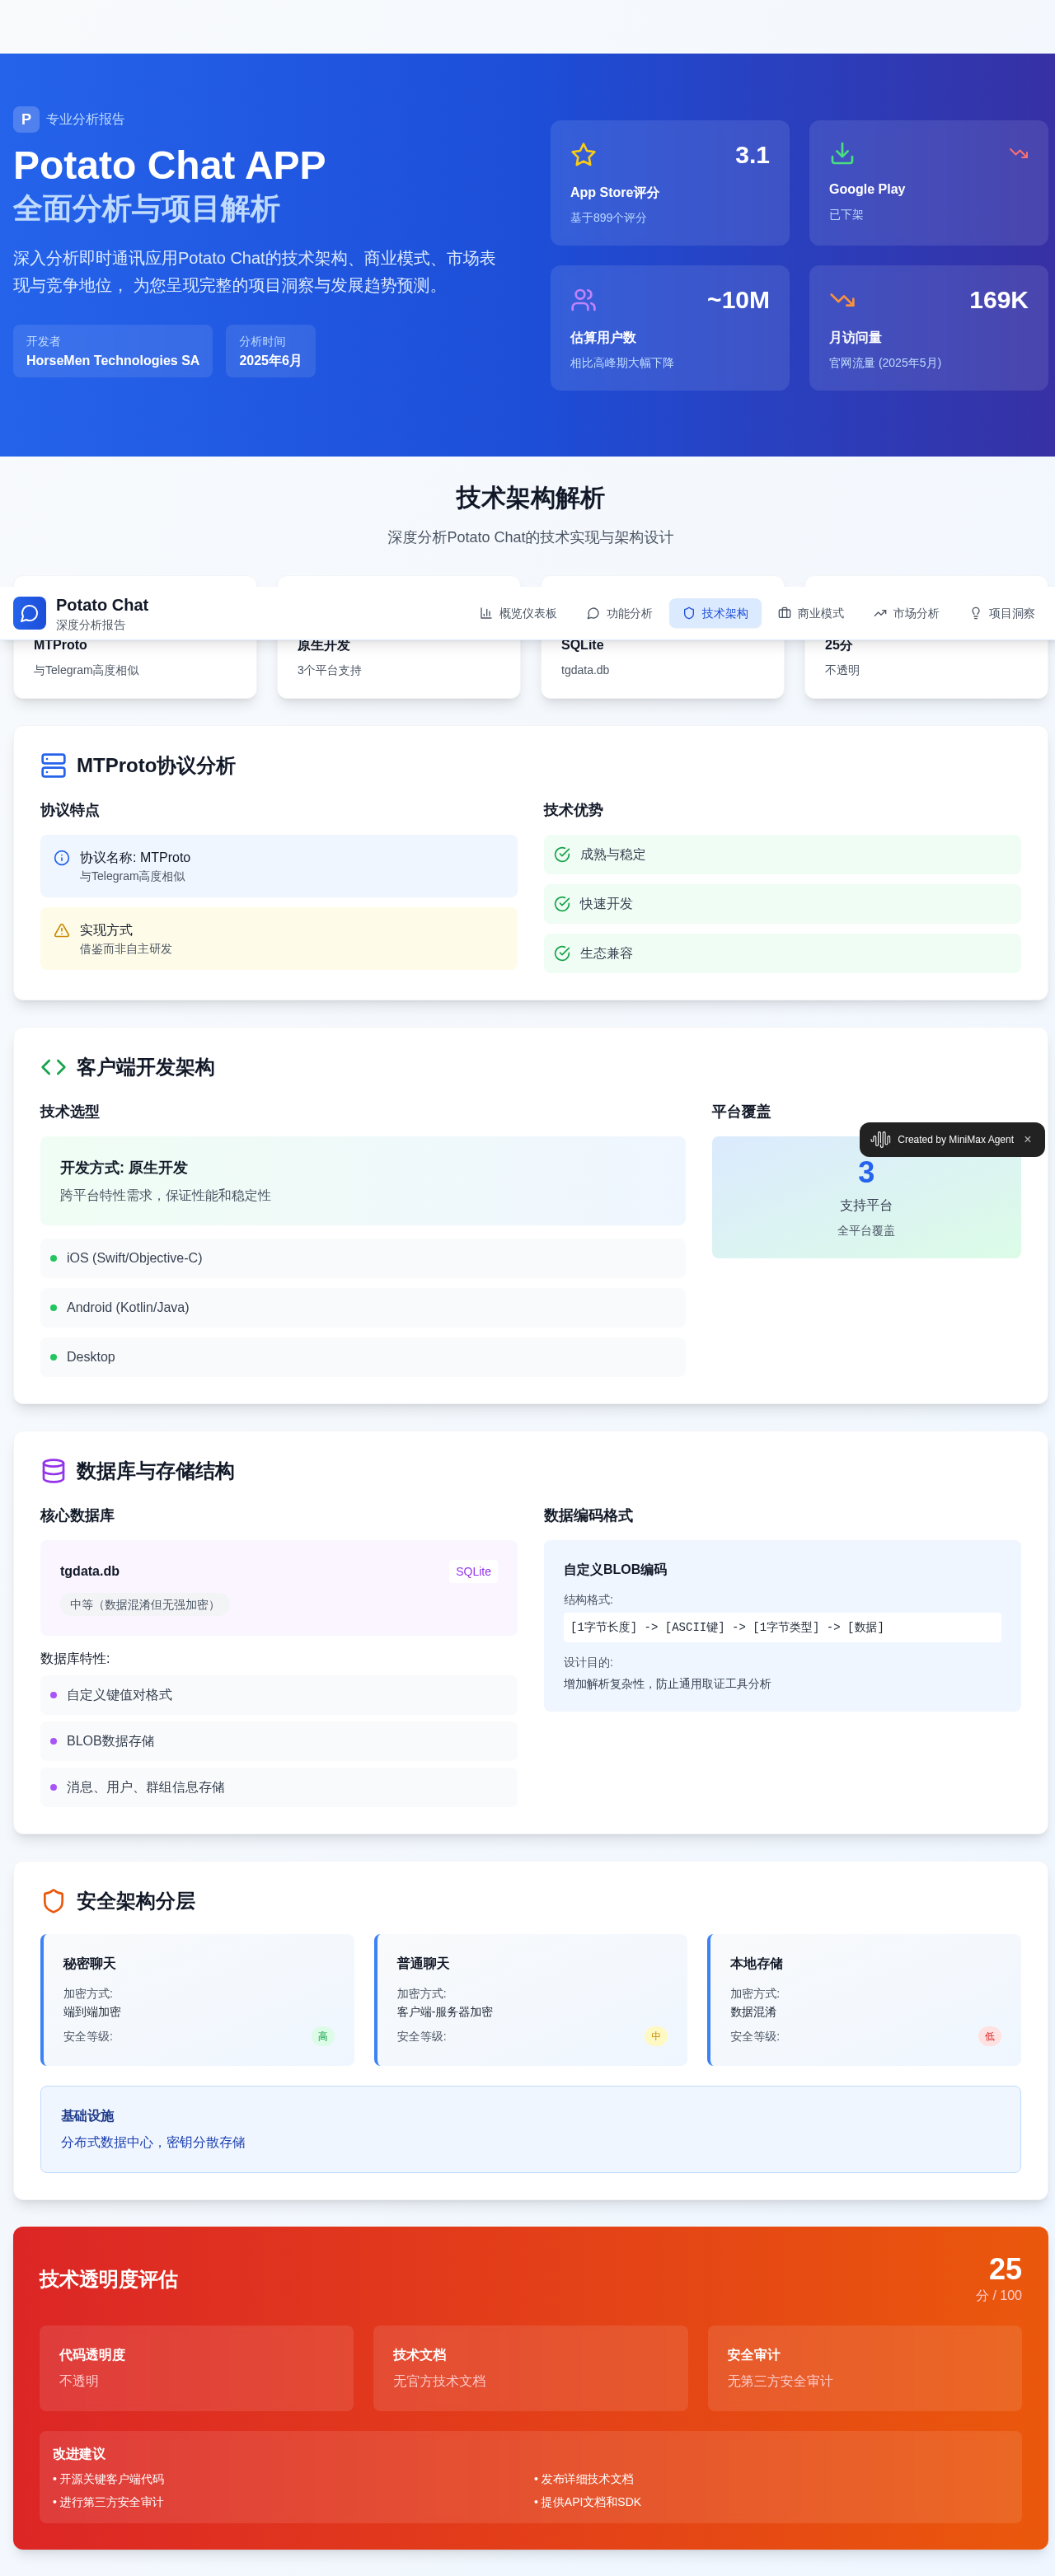 P 专业分析报告
Potato Chat APP
全面分析与项目解析
深入分析即时通讯应用Potato Chat的技术架构、商业模式、市场表
现与竞争地位， 为您呈现完整的项目洞察与发展趋势预测。
开发者
HorseMen Technologies SA
分析时间
2025年6月
3.1
App Store评分
基于899个评分
Google Play
已下架
~10M
估算用户数
相比高峰期大幅下降
169K
月访问量
官网流量 (2025年5月)
技术架构解析
深度分析Potato Chat的技术实现与架构设计
Potato Chat
深度分析报告
概览仪表板
功能分析
技术架构
商业模式
市场分析
项目洞察
MTProto
与Telegram高度相似
原生开发
3个平台支持
SQLite
tgdata.db
25分
不透明
MTProto协议分析
协议特点
协议名称: MTProto
与Telegram高度相似
实现方式
借鉴而非自主研发
技术优势
成熟与稳定
快速开发
生态兼容
客户端开发架构
技术选型
开发方式: 原生开发
跨平台特性需求，保证性能和稳定性
iOS (Swift/Objective-C)
Android (Kotlin/Java)
Desktop
平台覆盖
Created by MiniMax Agent ×
3
支持平台
全平台覆盖
数据库与存储结构
核心数据库
tgdata.db
SQLite
中等（数据混淆但无强加密）
数据库特性:
自定义键值对格式
BLOB数据存储
消息、用户、群组信息存储
数据编码格式
自定义BLOB编码
结构格式:
[1字节长度] -> [ASCII键] -> [1字节类型] -> [数据]
设计目的:
增加解析复杂性，防止通用取证工具分析
安全架构分层
秘密聊天
加密方式:
端到端加密
安全等级: 高
普通聊天
加密方式:
客户端-服务器加密
安全等级: 中
本地存储
加密方式:
数据混淆
安全等级: 低
基础设施
分布式数据中心，密钥分散存储
技术透明度评估
25
分 / 100
代码透明度
不透明
技术文档
无官方技术文档
安全审计
无第三方安全审计
改进建议
• 开源关键客户端代码
• 发布详细技术文档
• 进行第三方安全审计
• 提供API文档和SDK